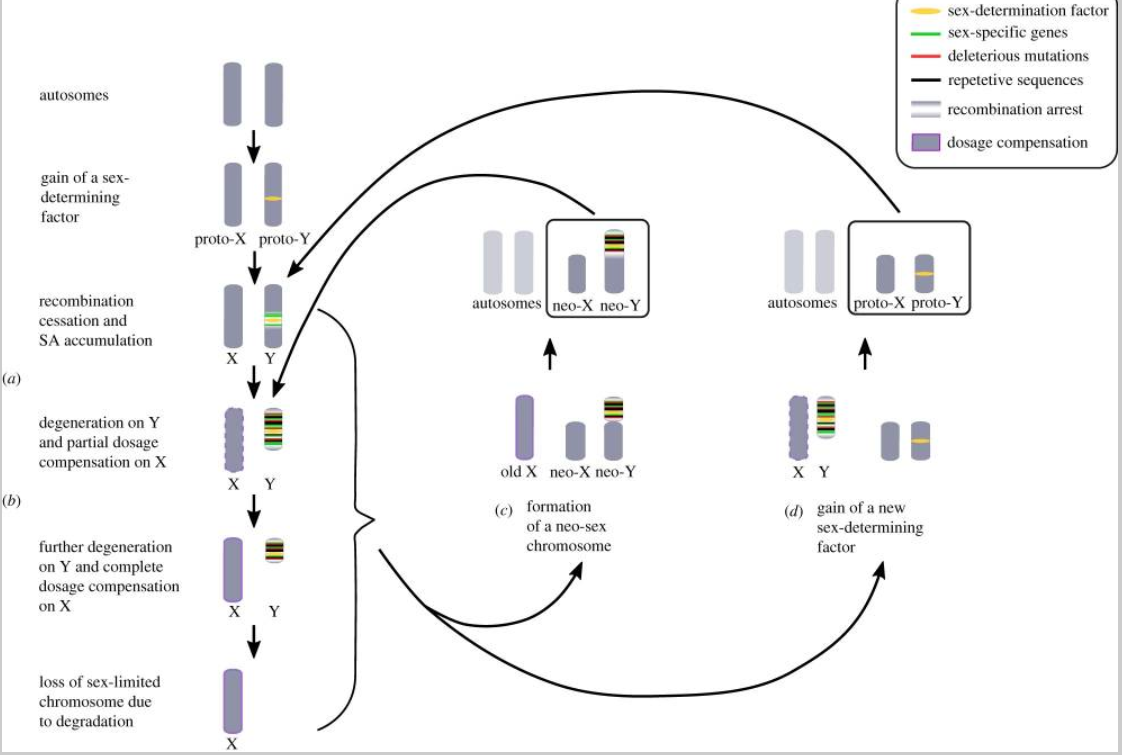 sex-determination factor
sex-specific genes
deleterious mutations
repetetive sequences
recombination arrest
dosage compensation
autosomes
gain of a sex-
determining
factor
proto-X proto-Y
recombination
cessation and
SA accumulation
X Y
(a)
degeneration on Y
and partial dosage
compensation on X
X Y
(b)
further degeneration
on Y and complete
dosage compensation
on X
X Y
loss of sex-limited
chromosome due
to degradation
X
autosomes neo-X neo-Y
old X neo-X neo-Y
(c) formation
of a neo-sex
chromosome
autosomes proto-X proto-Y
X Y
(d) gain of a new
sex-determining
factor